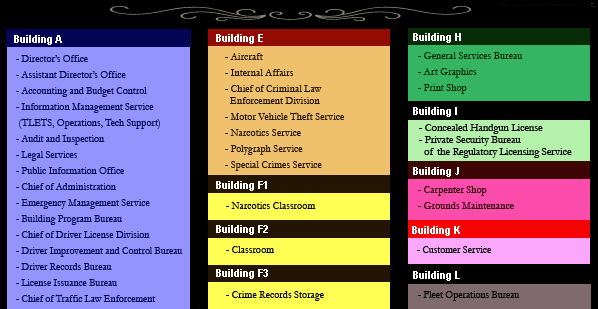 Building A
- Director's Office
- Assistant Director's Office
- Accounting and Budget Control
- Information Management Service
(TLETS, Operations, Tech Support)
- Audit and Inspection
- Legal Services
- Public Information Office
- Chief of Administration
- Emergency Management Service
- Building Program Bureau
- Chief of Driver License Division
- Driver Improvement and Control Bureau
- Driver Records Bureau
- License Issuance Bureau
- Chief of Traffic Law Enforcement
Building E
- Aircraft
- Internal Affairs
- Chief of Criminal Law
Enforcement Division
- Motor Vehicle Theft Service
- Narcotics Service
- Polygraph Service
- Special Crimes Service
Building F1
- Narcotics Classroom
Building F2
- Classroom
Building F3
- Crime Records Storage
Building H
- General Services Bureau
- Art Graphics
- Print Shop
Building I
- Concealed Handgun License
- Private Security Bureau
of the Regulatory Licensing Service
Building J
- Carpenter Shop
- Grounds Maintenance
Building K
- Customer Service
Building L
- Fleet Operations Bureau